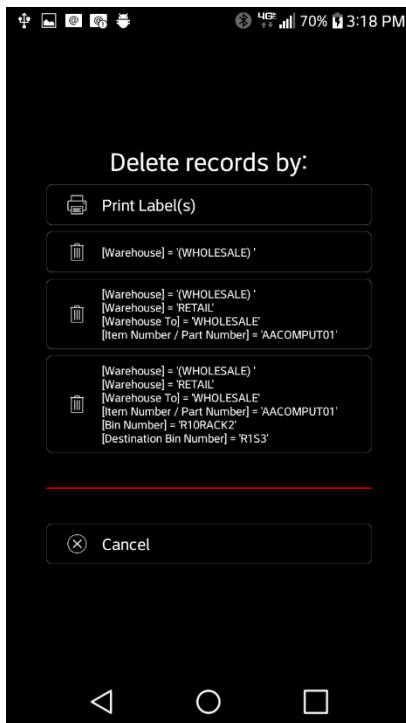 4GE 70% 3:18 PM
Delete records by:
Print Label(s)
[Warehouse] = '(WHOLESALE) '
[Warehouse] = '(WHOLESALE) '
[Warehouse] = 'RETAIL'
[Warehouse To] = 'WHOLESALE'
[Item Number / Part Number] = 'AACOMPUT01'
[Warehouse] = '(WHOLESALE) '
[Warehouse] = 'RETAIL'
[Warehouse To] = 'WHOLESALE'
[Item Number / Part Number] = 'AACOMPUT01'
[Bin Number] = 'R10RACK2'
[Destination Bin Number] = 'R1S3'
Cancel